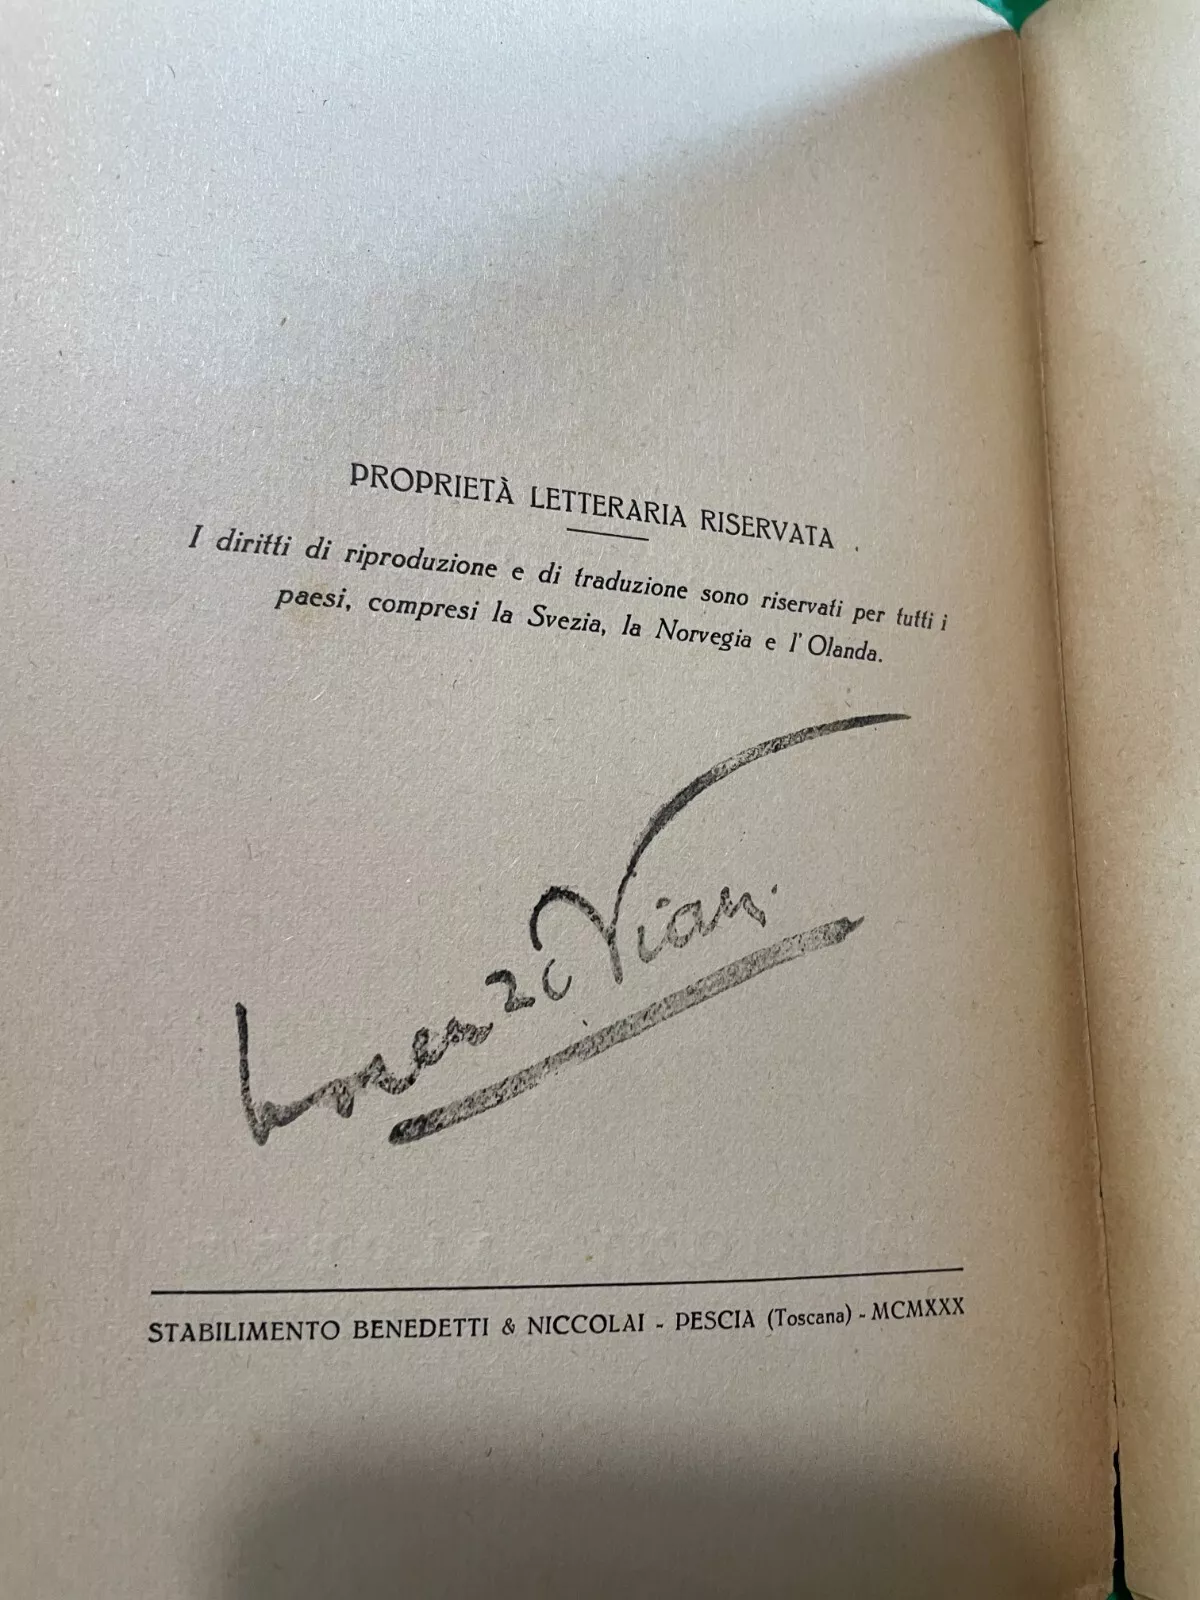 PROPRIETÀ LETTERARIA RISERVATA
I diritti di riproduzione e di traduzione sono riservati per tutti i
paesi, compresi la Svezia, la Norvegia e l'Olanda.
Lorenzo Viani
STABILIMENTO BENEDETTI & NICCOLAI - PESCIA (Toscana) - MCMXXX